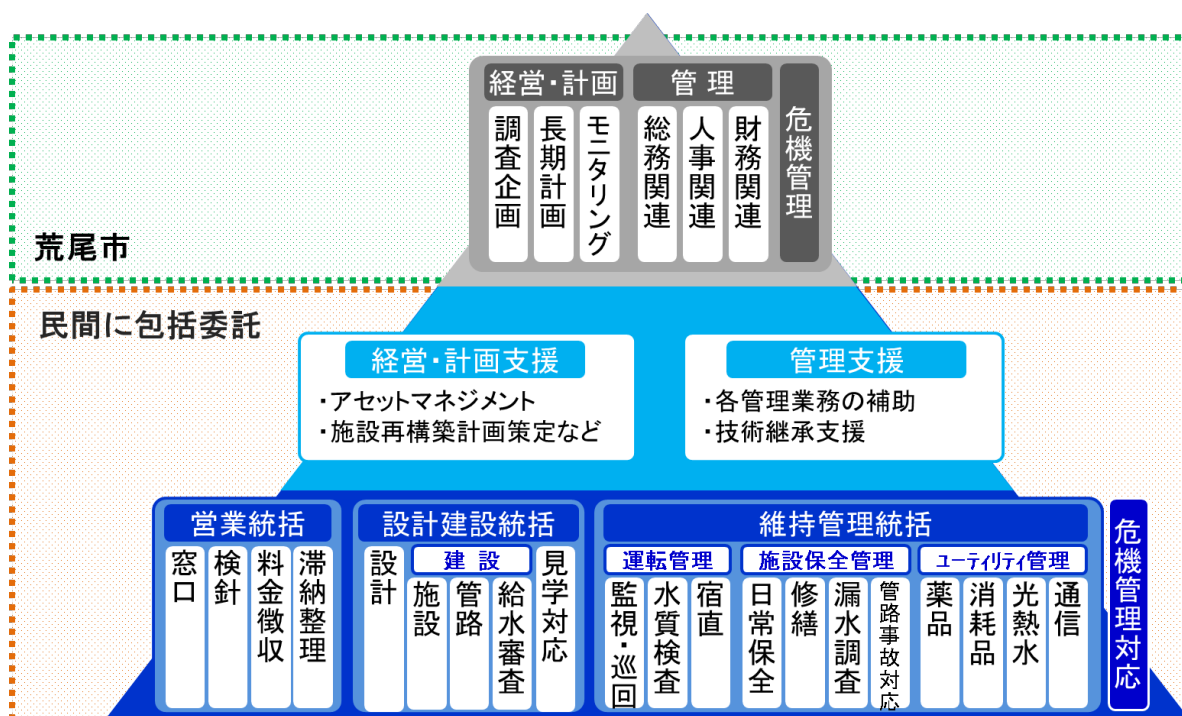 経営・計画
調査企画
長期計画
モニタリング
管理
総務関連
人事関連
財務関連
危機管理
荒尾市
民間に包括委託
経営・計画支援
・アセットマネジメント
・施設再構築計画策定など
管理支援
・各管理業務の補助
・技術継承支援
営業統括
窓口
検針
料金徴収
滞納整理
設計建設統括
設計
建設
施設
管路
給水審査
見学対応
維持管理統括
運転管理
監視・巡回
水質検査
宿直
施設保全管理
日常保全
修繕
漏水調査
管路事故対応
ユーティリティ管理
薬品
消耗品
光熱水
通信
危機管理対応